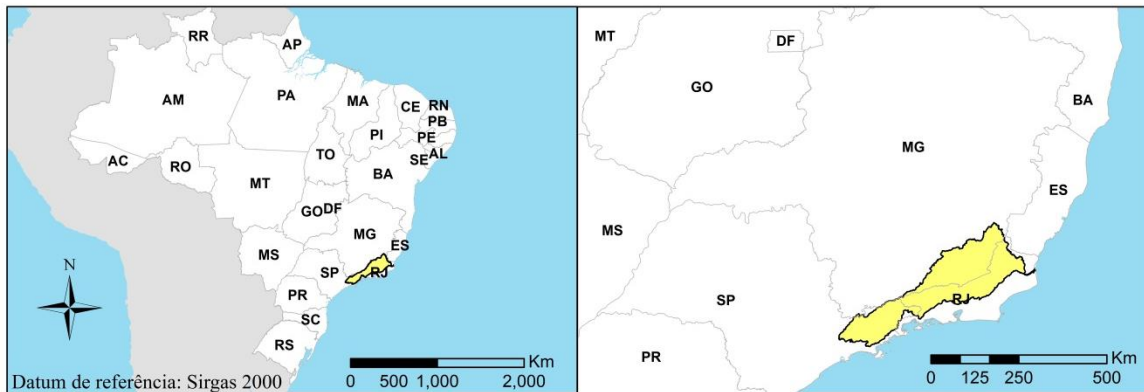 RR
AP
AM
PA
MA
CE
RN
PB
PI
PE
AL
AC
RO
TO
SE
BA
MT
GO
DF
MG
ES
MS
SP
RJ
PR
SC
RS
N
Km
0 500 1,000 2,000
Datum de referência: Sirgas 2000
MT
DF
GO
BA
MG
ES
MS
SP
RJ
PR
Km
0 125 250 500